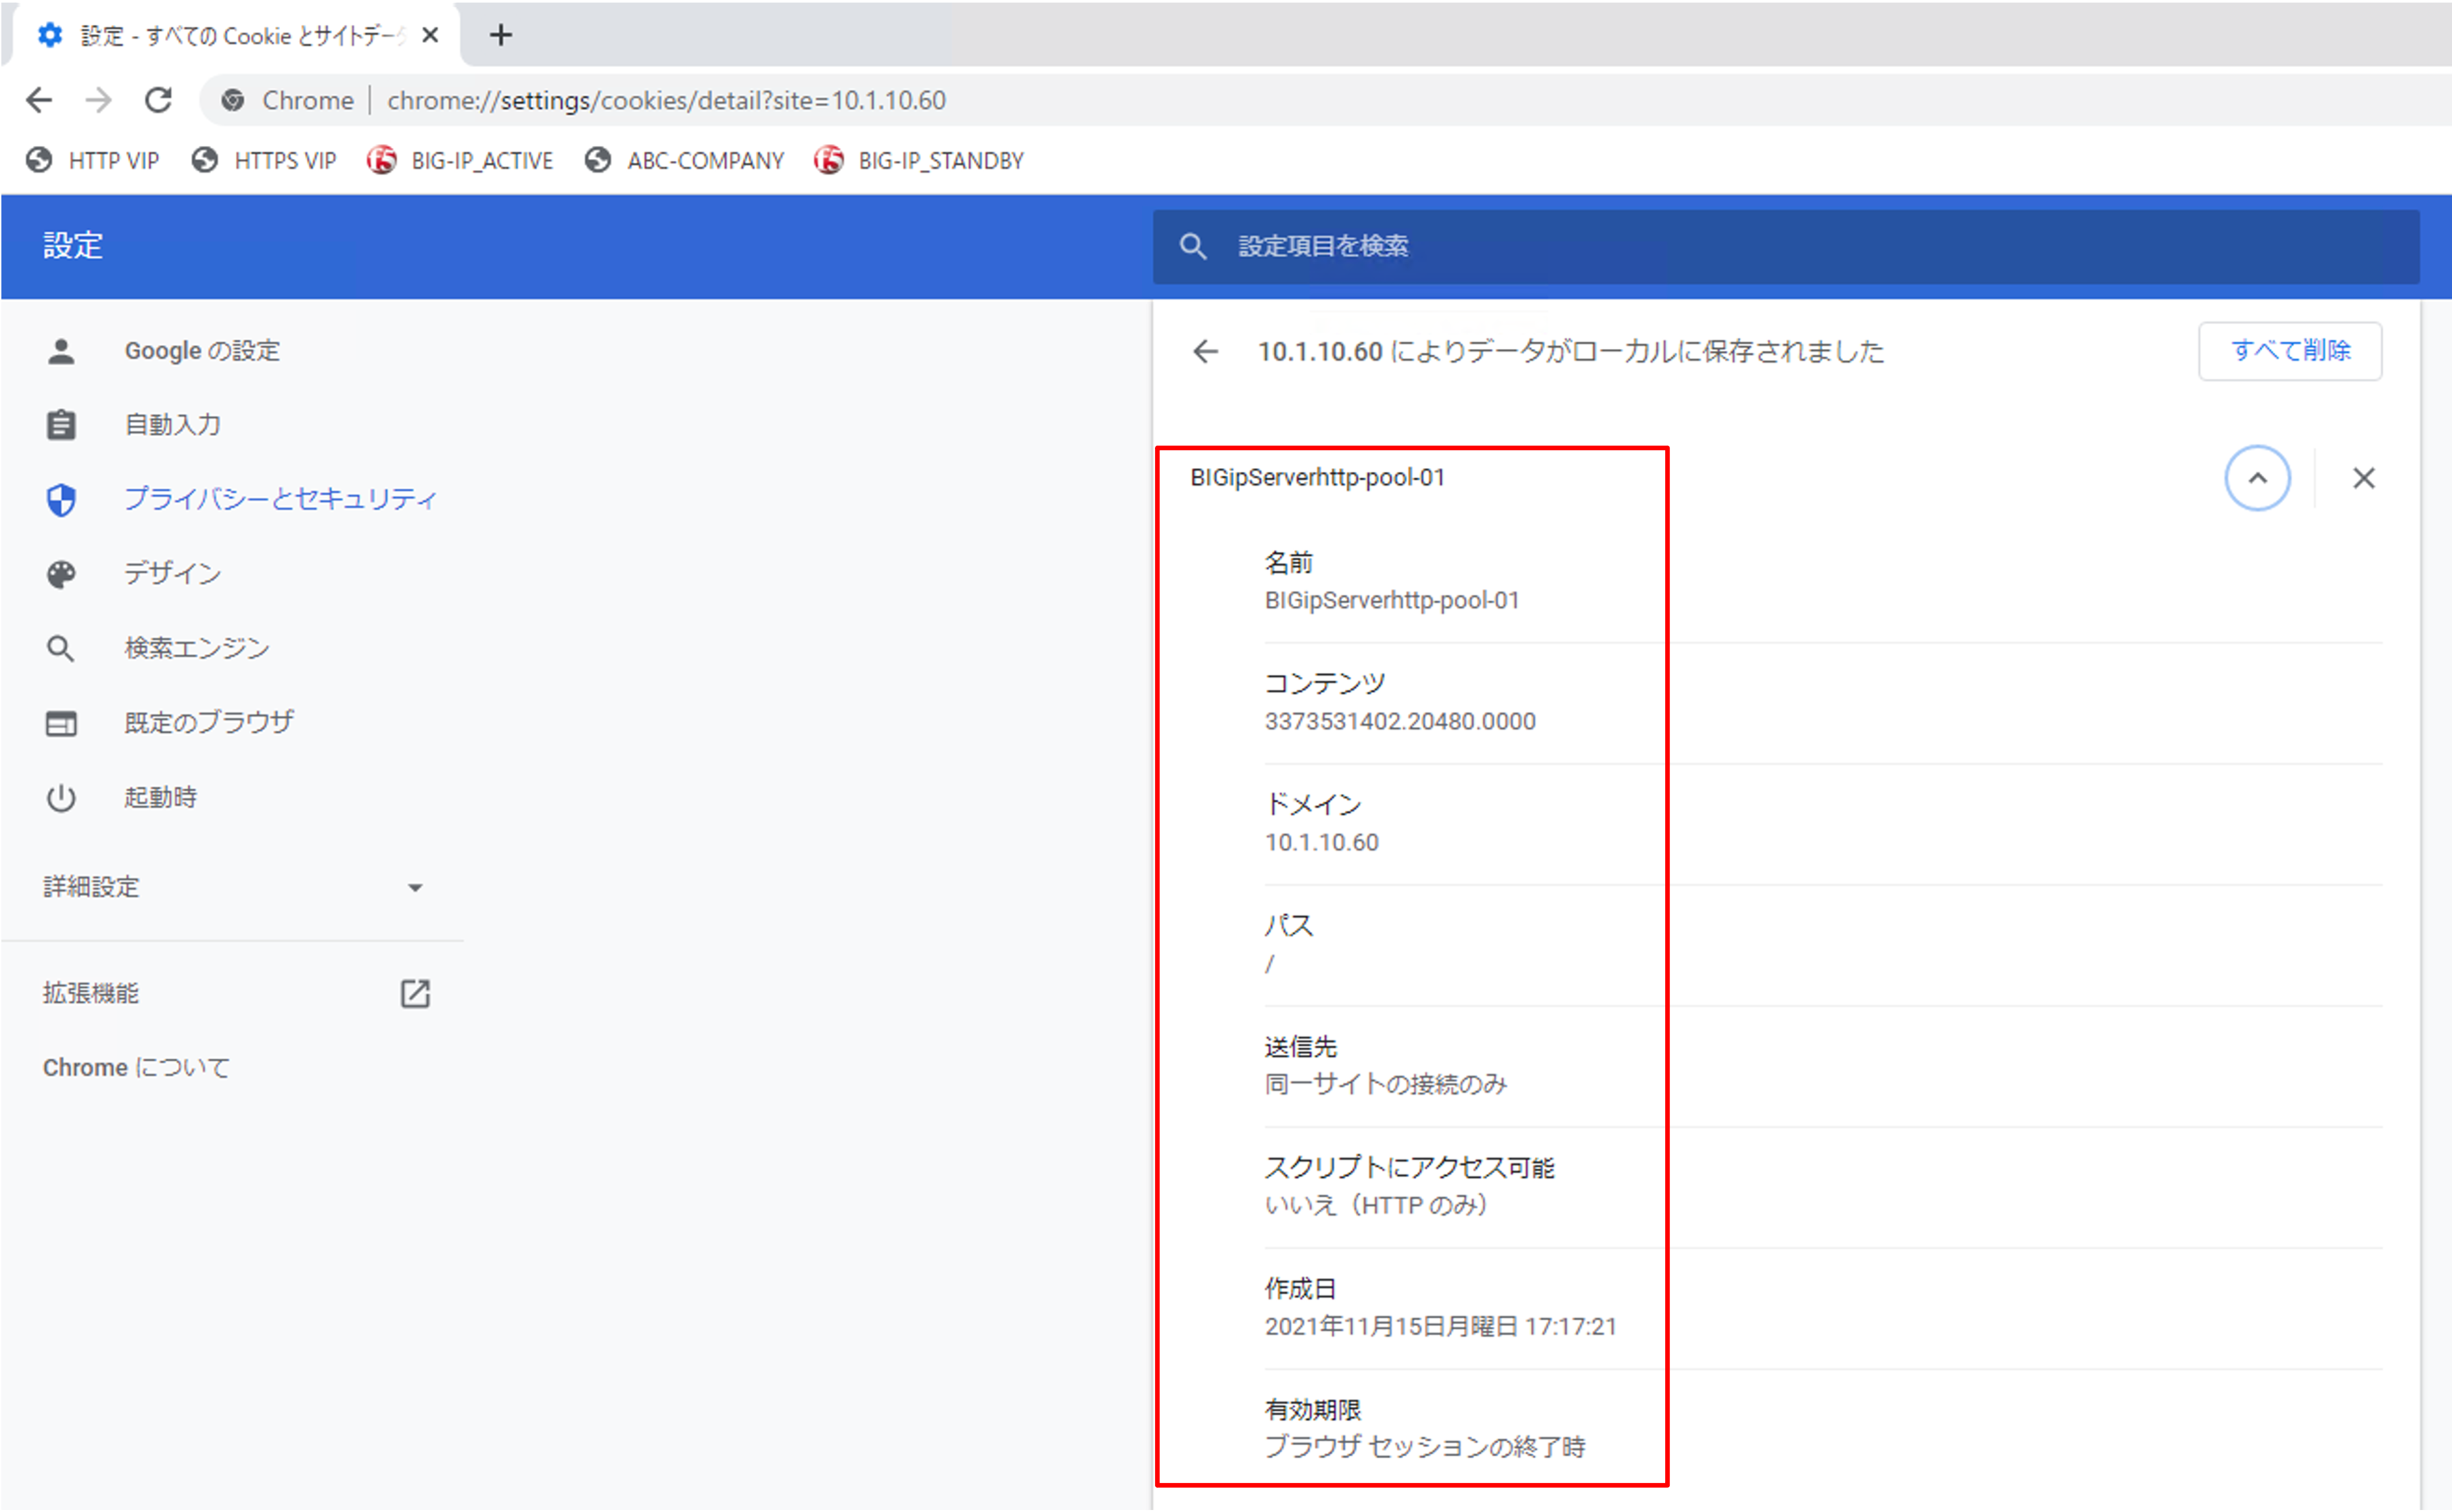 設定 - すべての Cookie とサイトデータ
Chrome | chrome://settings/cookies/detail?site=10.1.10.60
HTTP VIP HTTPS VIP BIG-IP_ACTIVE ABC-COMPANY BIG-IP_STANDBY
設定
設定項目を検索
Google の設定
自動入力
プライバシーとセキュリティ
デザイン
検索エンジン
既定のブラウザ
起動時
詳細設定
拡張機能
Chrome について
10.1.10.60 によりデータがローカルに保存されました
すべて削除
BIGipServerhttp-pool-01
名前
BIGipServerhttp-pool-01
コンテンツ
3373531402.20480.0000
ドメイン
10.1.10.60
パス
/
送信先
同一サイトの接続のみ
スクリプトにアクセス可能
いいえ（HTTP のみ）
作成日
2021年11月15日月曜日 17:17:21
有効期限
ブラウザ セッションの終了時